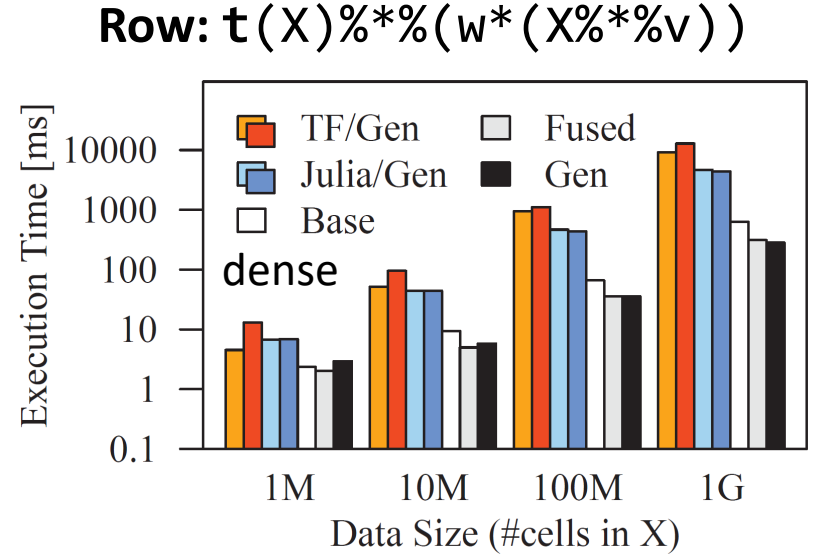 Row: t(X)%*%(w*(X%*%v))
Execution Time [ms]
10000
1000
100
10
1
0.1
TF/Gen
Fused
Julia/Gen
Gen
Base
dense
1M
10M
100M
1G
Data Size (#cells in X)